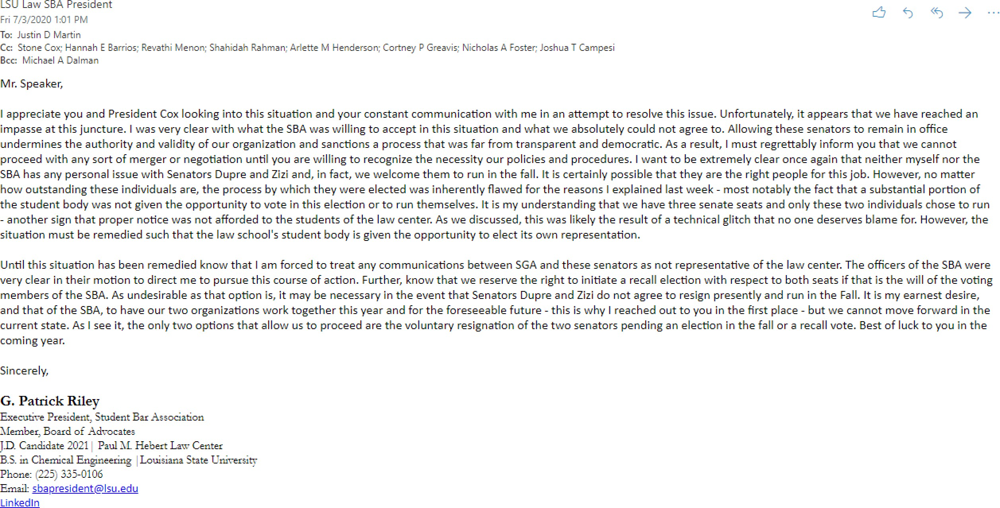 LSU Law SBA President
Fri 7/3/2020 1:01 PM
To: Justin D Martin
Cc: Stone Cox; Hannah E Barrios; Revathi Menon; Shahidah Rahman; Arlette M Henderson; Cortney P Greavis; Nicholas A Foster; Joshua T Campesi
Bcc: Michael A Dalman
Mr. Speaker,
I appreciate you and President Cox looking into this situation and your constant communication with me in an attempt to resolve this issue. Unfortunately, it appears that we have reached an
impasse at this juncture. I was very clear with what the SBA was willing to accept in this situation and what we absolutely could not agree to. Allowing these senators to remain in office
undermines the authority and validity of our organization and sanctions a process that was far from transparent and democratic. As a result, I must regrettably inform you that we cannot
proceed with any sort of merger or negotiation until you are willing to recognize the necessity our policies and procedures. I want to be extremely clear once again that neither myself nor the
SBA has any personal issue with Senators Dupre and Zizi and, in fact, we welcome them to run in the fall. It is certainly possible that they are the right people for this job. However, no matter
how outstanding these individuals are, the process by which they were elected was inherently flawed for the reasons I explained last week - most notably the fact that a substantial portion of
the student body was not given the opportunity to vote in this election or to run themselves. It is my understanding that we have three senate seats and only these two individuals chose to run
- another sign that proper notice was not afforded to the students of the law center. As we discussed, this was likely the result of a technical glitch that no one deserves blame for. However, the
situation must be remedied such that the law school's student body is given the opportunity to elect its own representation.
Until this situation has been remedied know that I am forced to treat any communications between SGA and these senators as not representative of the law center. The officers of the SBA were
very clear in their motion to direct me to pursue this course of action. Further, know that we reserve the right to initiate a recall election with respect to both seats if that is the will of the voting
members of the SBA. As undesirable as that option is, it may be necessary in the event that Senators Dupre and Zizi do not agree to resign presently and run in the Fall. It is my earnest desire,
and that of the SBA, to have our two organizations work together this year and for the foreseeable future - this is why I reached out to you in the first place - but we cannot move forward in the
current state. As I see it, the only two options that allow us to proceed are the voluntary resignation of the two senators pending an election in the fall or a recall vote. Best of luck to you in the
coming year.
Sincerely,
G. Patrick Riley
Executive President, Student Bar Association
Member, Board of Advocates
J.D. Candidate 2021| Paul M. Hebert Law Center
B.S. in Chemical Engineering |Louisiana State University
Phone: (225) 335-0106
Email: sbapresident@lsu.edu
LinkedIn